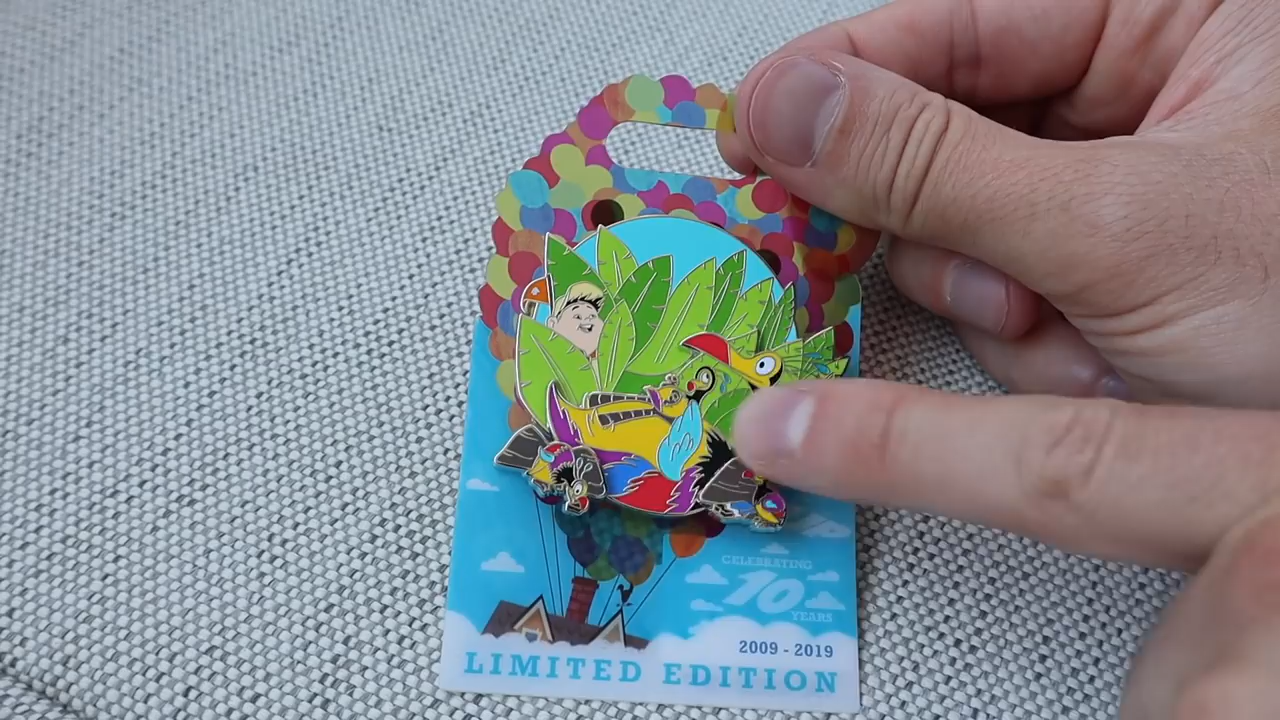 CELEBRATING
10
YEARS
2009 - 2019
LIMITED EDITION